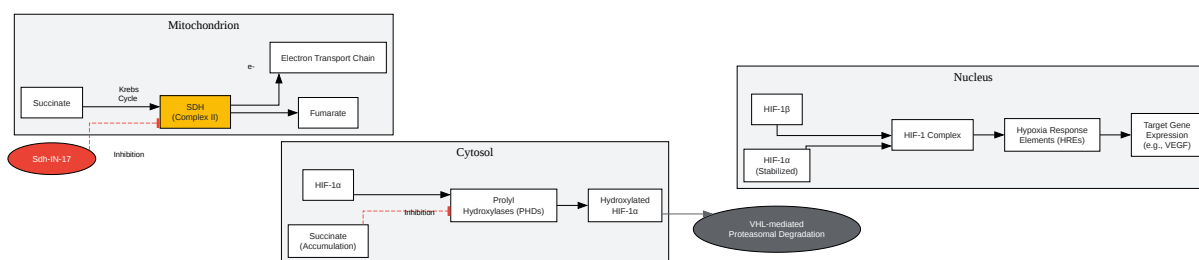 Mitochondrion
Electron Transport Chain
e-
Succinate
Krebs
Cycle
SDH
(Complex II)
Fumarate
Sdh-IN-17
Inhibition
Cytosol
HIF-1α
Prolyl
Hydroxylases (PHDs)
Hydroxylated
HIF-1α
Inhibition
Succinate
(Accumulation)
VHL-mediated
Proteasomal Degradation
Nucleus
HIF-1β
HIF-1α
(Stabilized)
HIF-1 Complex
Hypoxia Response
Elements (HREs)
Target Gene
Expression
(e.g., VEGF)